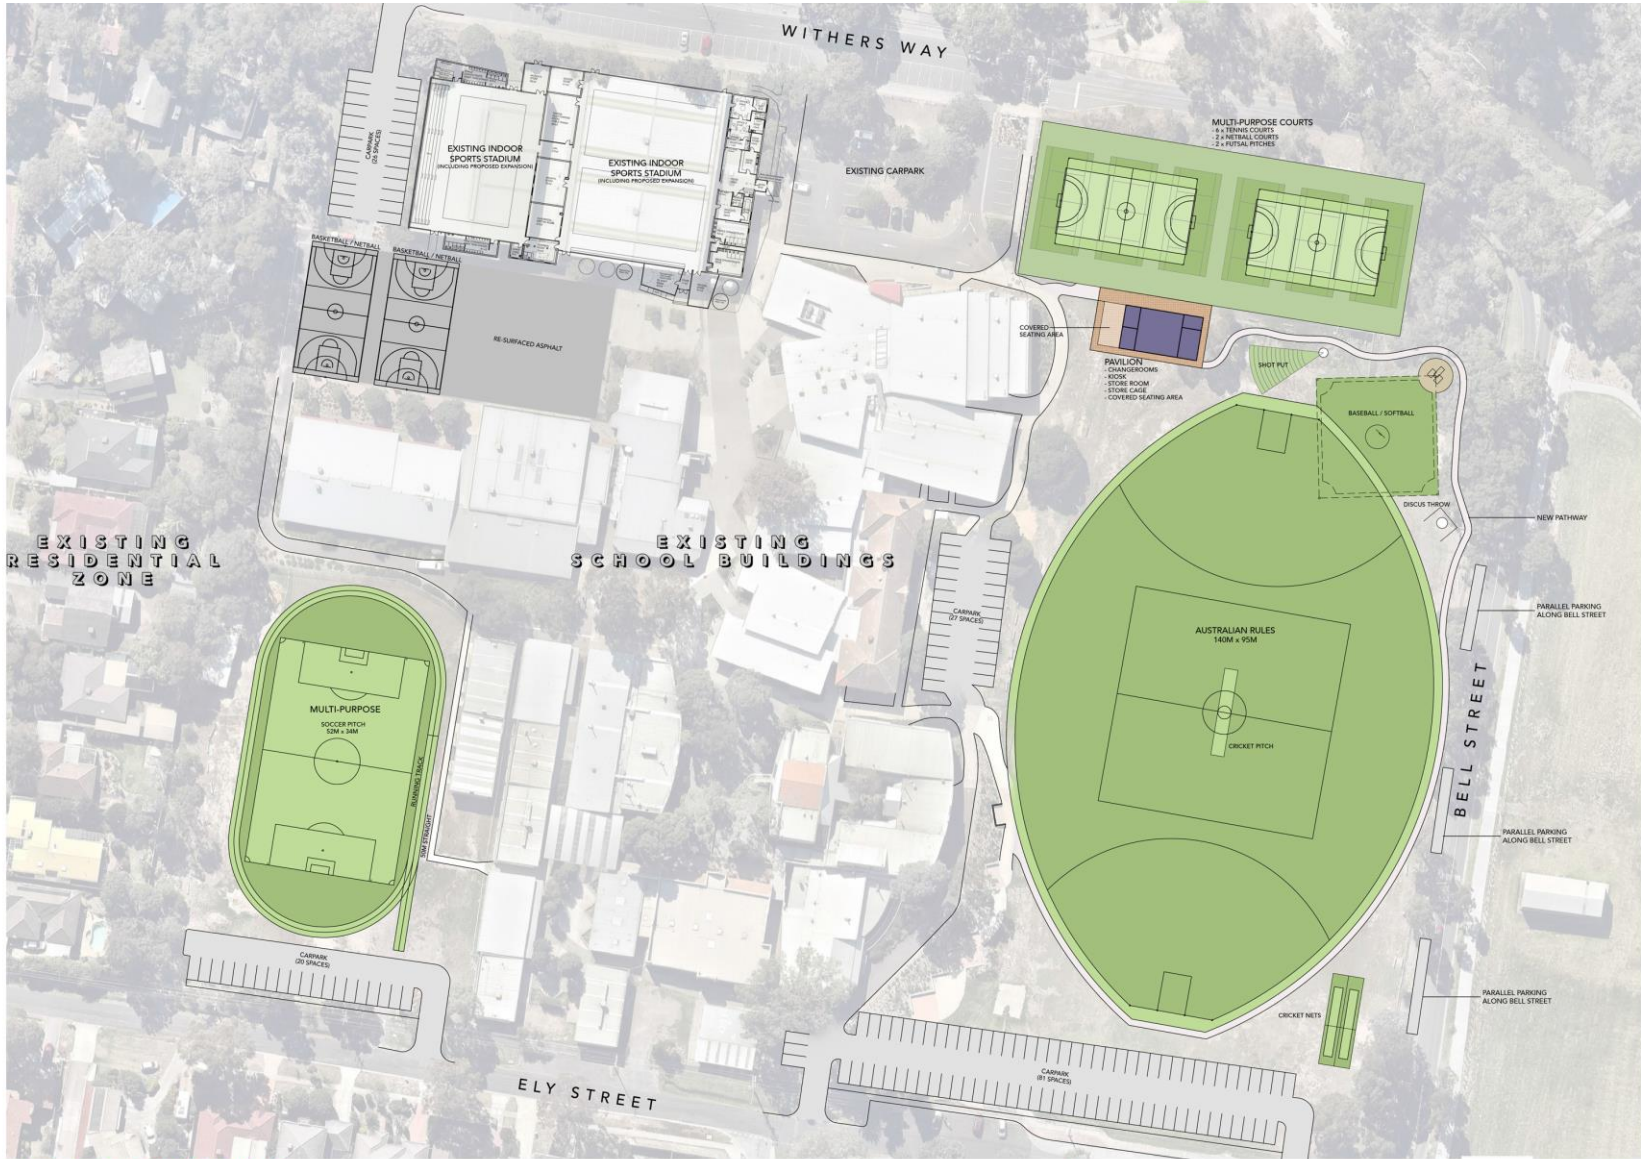 WITHERS WAY
MULTI-PURPOSE COURTS
- 6 x TENNIS COURTS
- 2 x NETBALL COURTS
- 2 x FUTSAL PITCHES
CARPARK
(26 SPACES)
EXISTING INDOOR
SPORTS STADIUM
(INCLUDING PROPOSED EXPANSION)
EXISTING INDOOR
SPORTS STADIUM
(INCLUDING PROPOSED EXPANSION)
EXISTING CARPARK
BASKETBALL / NETBALL
BASKETBALL / NETBALL
RE-SURFACED ASPHALT
COVERED
SEATING AREA
PAVILION
- CHANGEROOMS
- KIOSK
- STORE ROOM
- STORE CAGE
- COVERED SEATING AREA
SHOT PUT
BASEBALL / SOFTBALL
DISCUS THROW
NEW PATHWAY
EXISTING
RESIDENTIAL
ZONE
EXISTING
SCHOOL BUILDINGS
CARPARK
(27 SPACES)
PARALLEL PARKING
ALONG BELL STREET
AUSTRALIAN RULES
140M x 95M
CRICKET PITCH
BELL STREET
MULTI-PURPOSE
SOCCER PITCH
52M x 34M
RUNNING TRACK
50M STRAIGHT
PARALLEL PARKING
ALONG BELL STREET
CARPARK
(20 SPACES)
PARALLEL PARKING
ALONG BELL STREET
CRICKET NETS
CARPARK
(81 SPACES)
ELY STREET